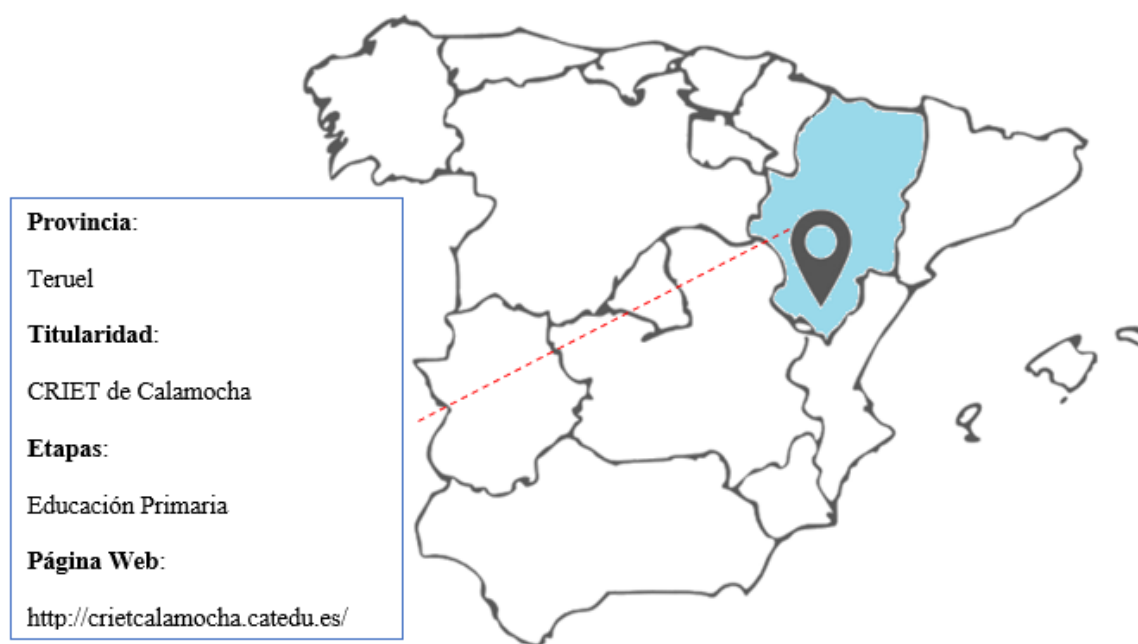 Provincia:
Teruel
Titularidad:
CRIET de Calamocha
Etapas:
Educación Primaria
Página Web:
http://crietcalamocha.catedu.es/